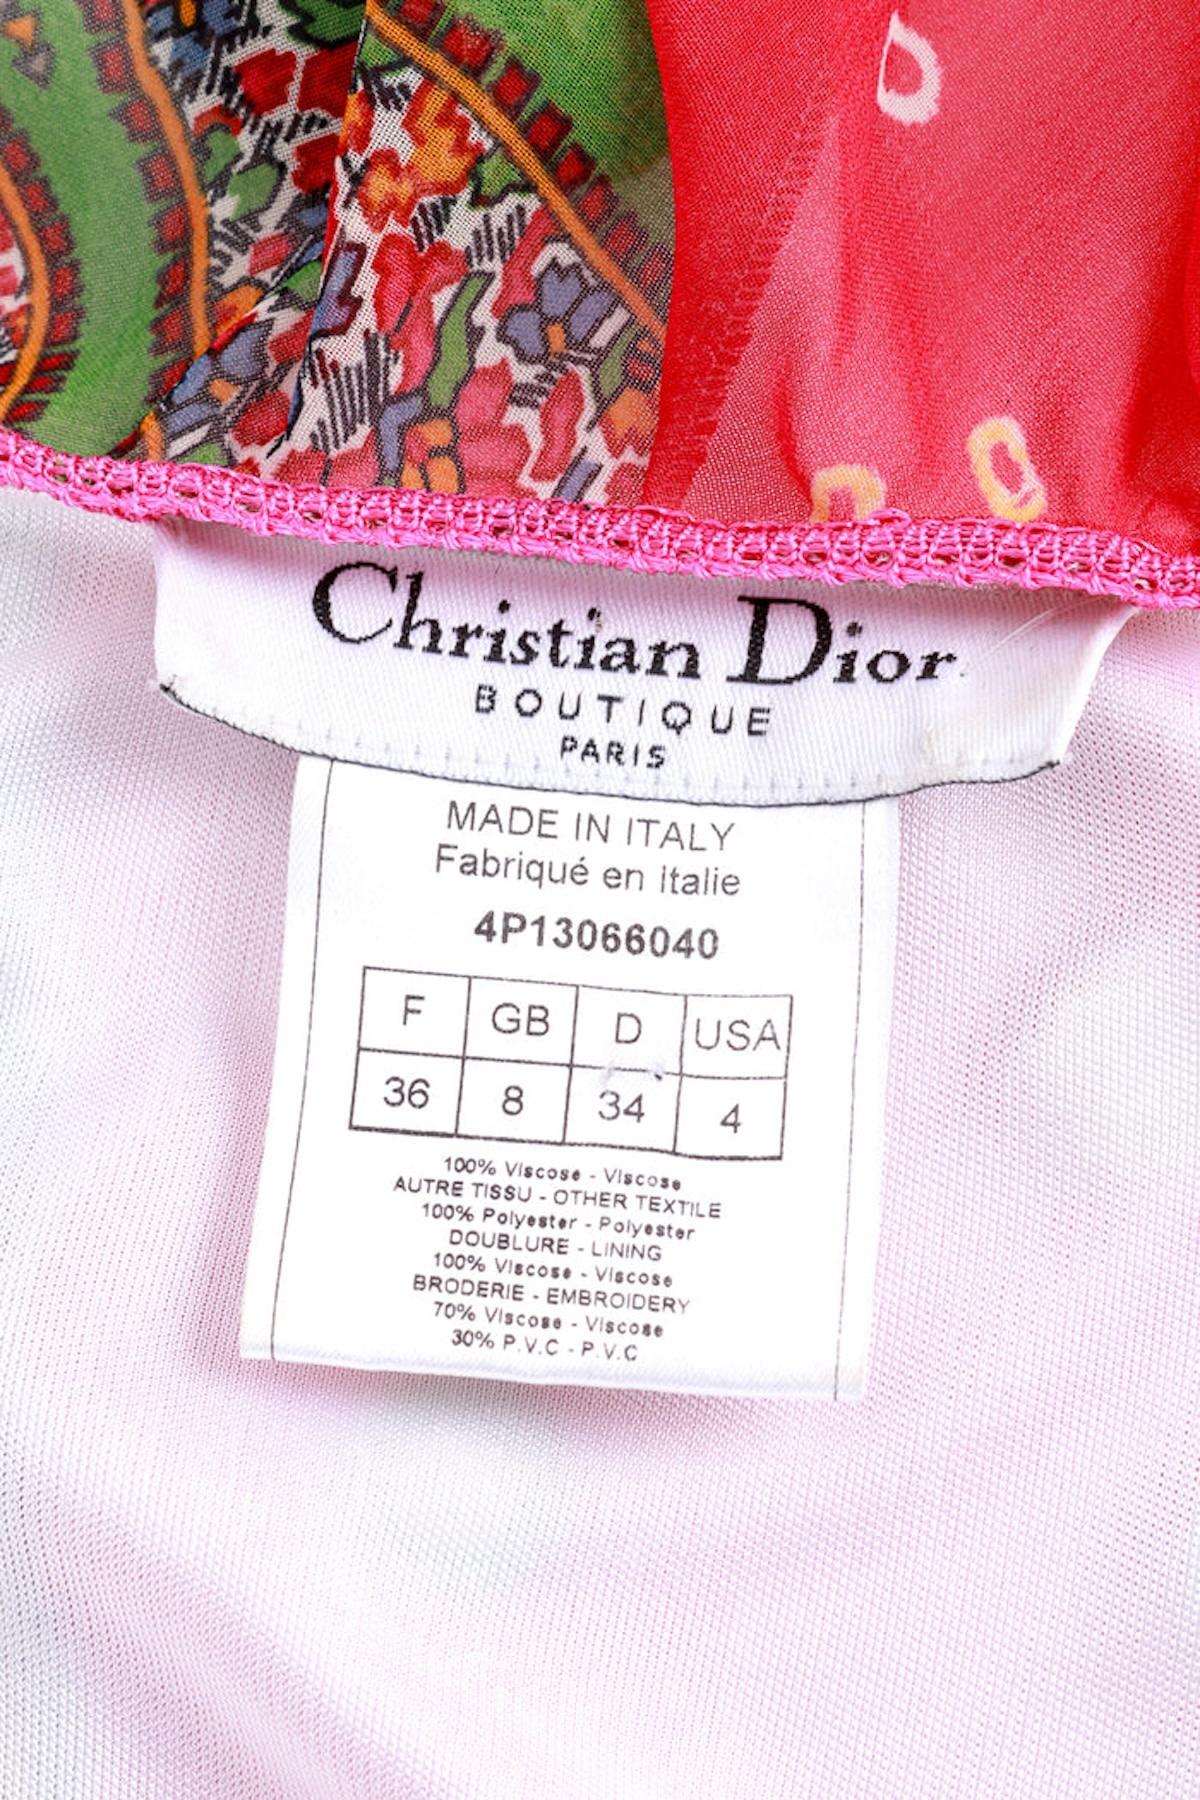 Christian Dior
BOUTIQUE
PARIS
MADE IN ITALY
Fabriqué en Italie
4P13066040
F GB D USA
36 8 34 4
100% Viscose - Viscose
AUTRE TISSU - OTHER TEXTILE
100% Polyester - Polyester
DOUBLURE - LINING
100% Viscose - Viscose
BRODERIE - EMBROIDERY
70% Viscose - Viscose
30% P.V.C - P.V.C